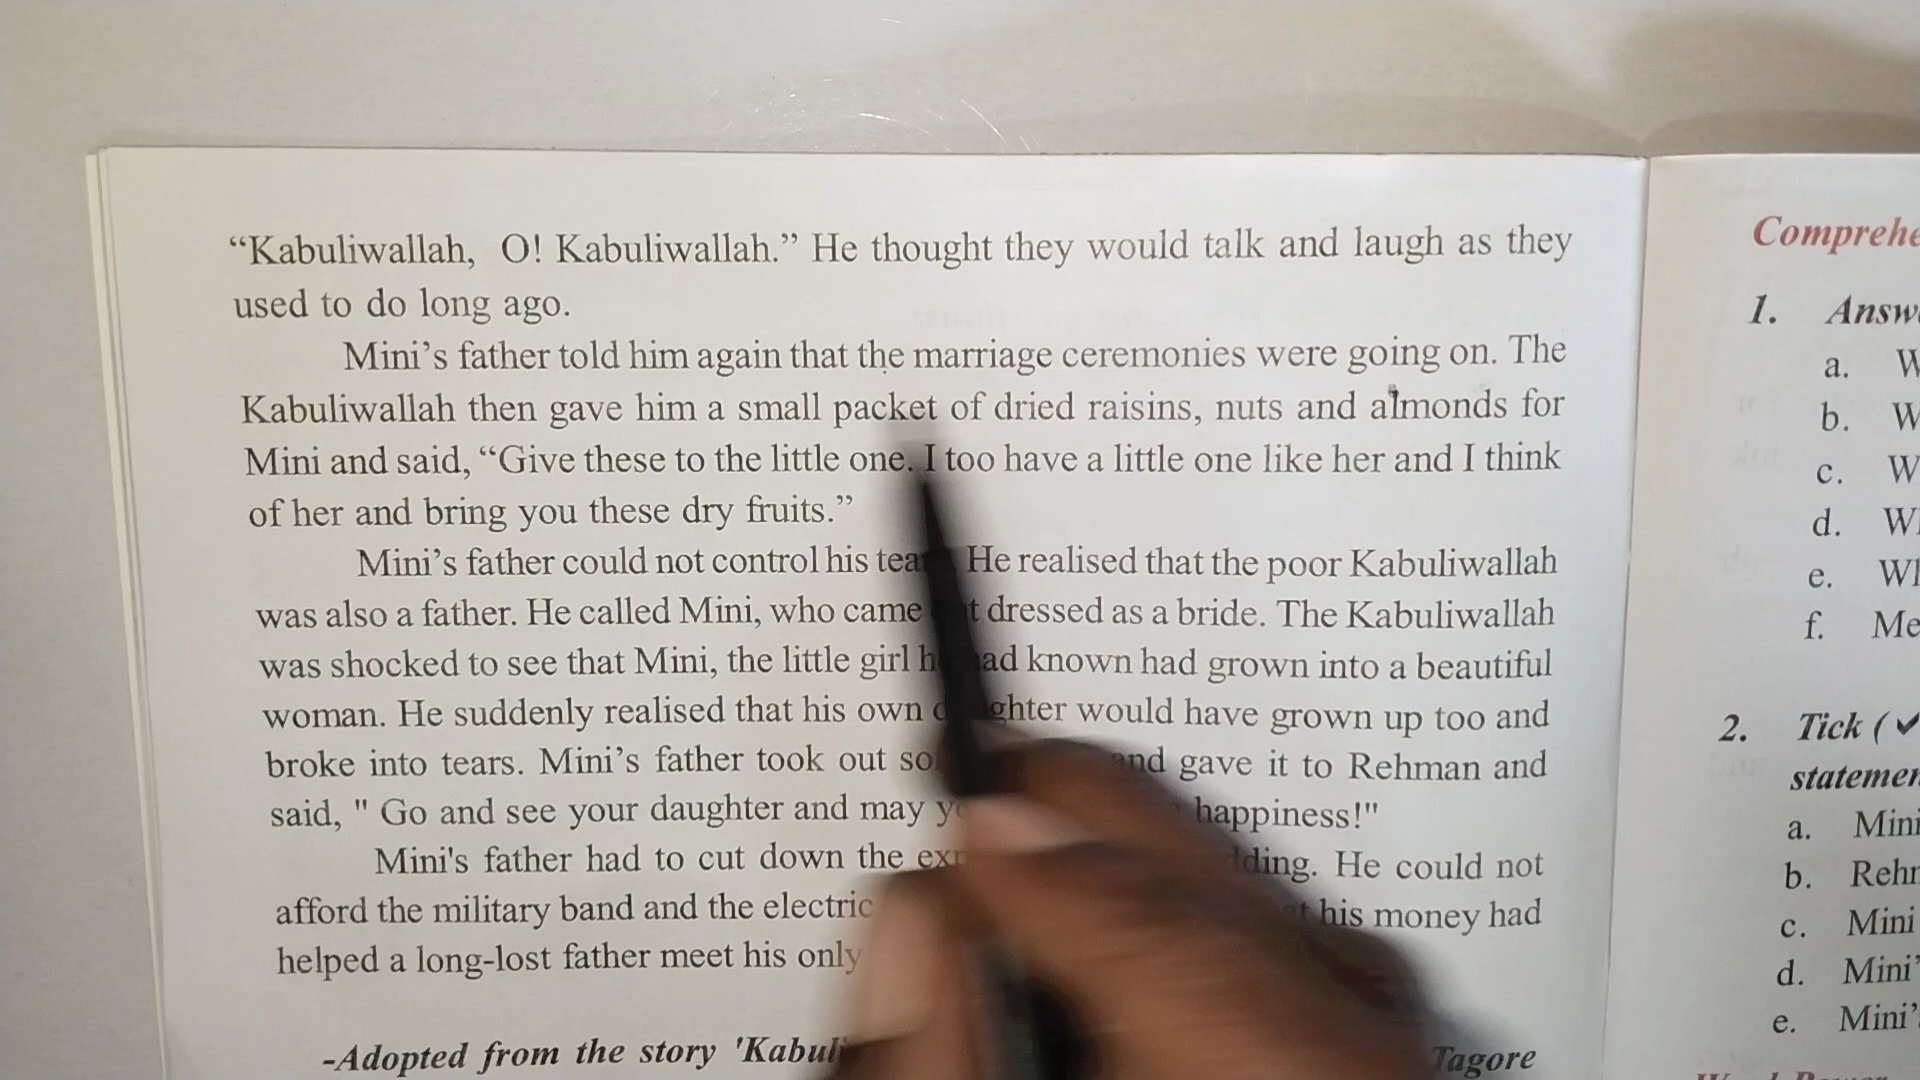 “Kabuliwallah, O! Kabuliwallah.” He thought they would talk and laugh as they
used to do long ago.
Mini’s father told him again that the marriage ceremonies were going on. The
Kabuliwallah then gave him a small packet of dried raisins, nuts and almonds for
Mini and said, “Give these to the little one. I too have a little one like her and I think
of her and bring you these dry fruits.”
Mini’s father could not control his He realised that the poor Kabuliwallah
was also a father. He called Mini, who came dressed as a bride. The Kabuliwallah
was shocked to see that Mini, the little girl had known had grown into a beautiful
woman. He suddenly realised that his own would have grown up too and
broke into tears. Mini’s father took out and gave it to Rehman and
said, " Go and see your daughter and may happiness!"
Mini's father had to cut down the He could not
afford the military band and the electric his money had
helped a long-lost father meet his only
-Adopted from the story Tagore
1.
a.
b.
c.
d.
e.
f. 
2. Tick (✓
a. Mini
b.
c. Mini
d. Mini’
e. Mini’